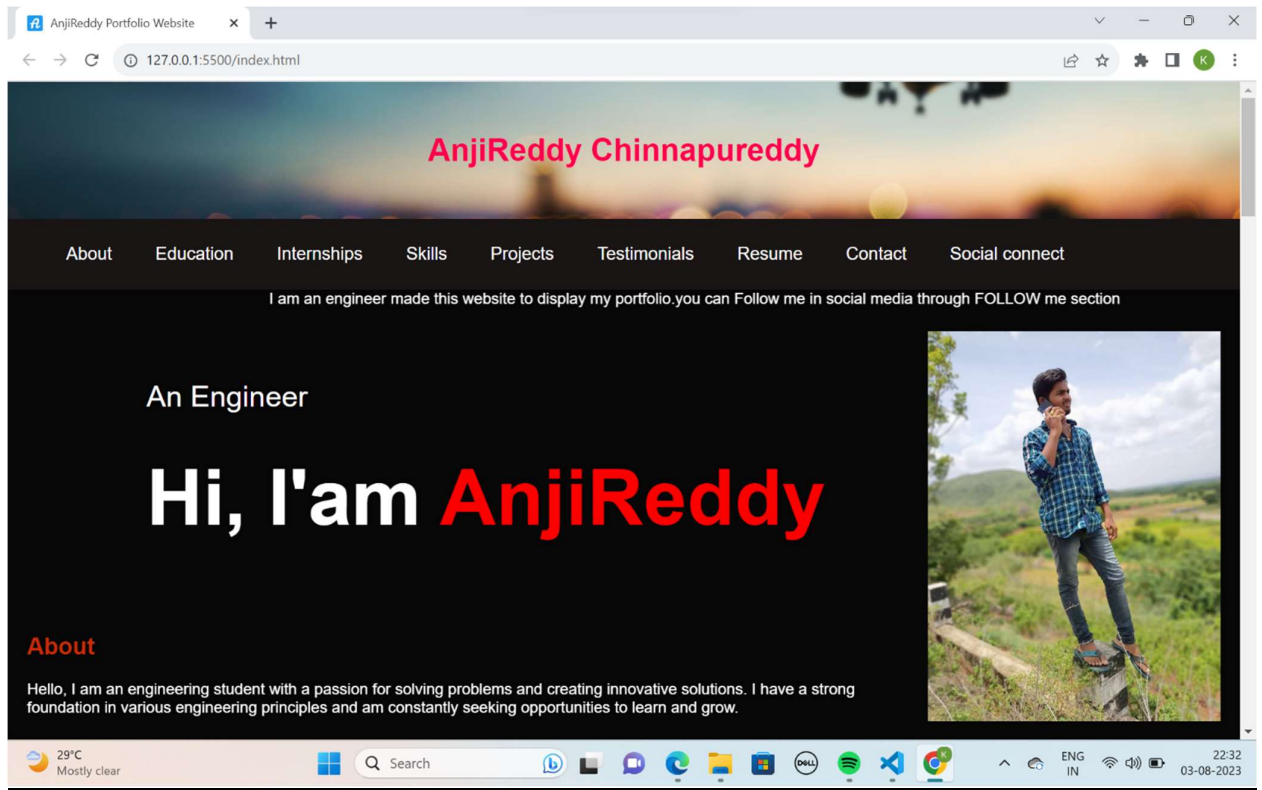 AnjiReddy Portfolio Website
127.0.0.1:5500/index.html
K
AnjiReddy Chinnapureddy
About Education Internships Skills Projects Testimonials Resume Contact Social connect
I am an engineer made this website to display my portfolio.you can Follow me in social media through FOLLOW me section
An Engineer
Hi, I'am AnjiReddy
About
Hello, I am an engineering student with a passion for solving problems and creating innovative solutions. I have a strong
foundation in various engineering principles and am constantly seeking opportunities to learn and grow.
29°C
Mostly clear
Search
DELL
K
ENG
IN
22:32
03-08-2023